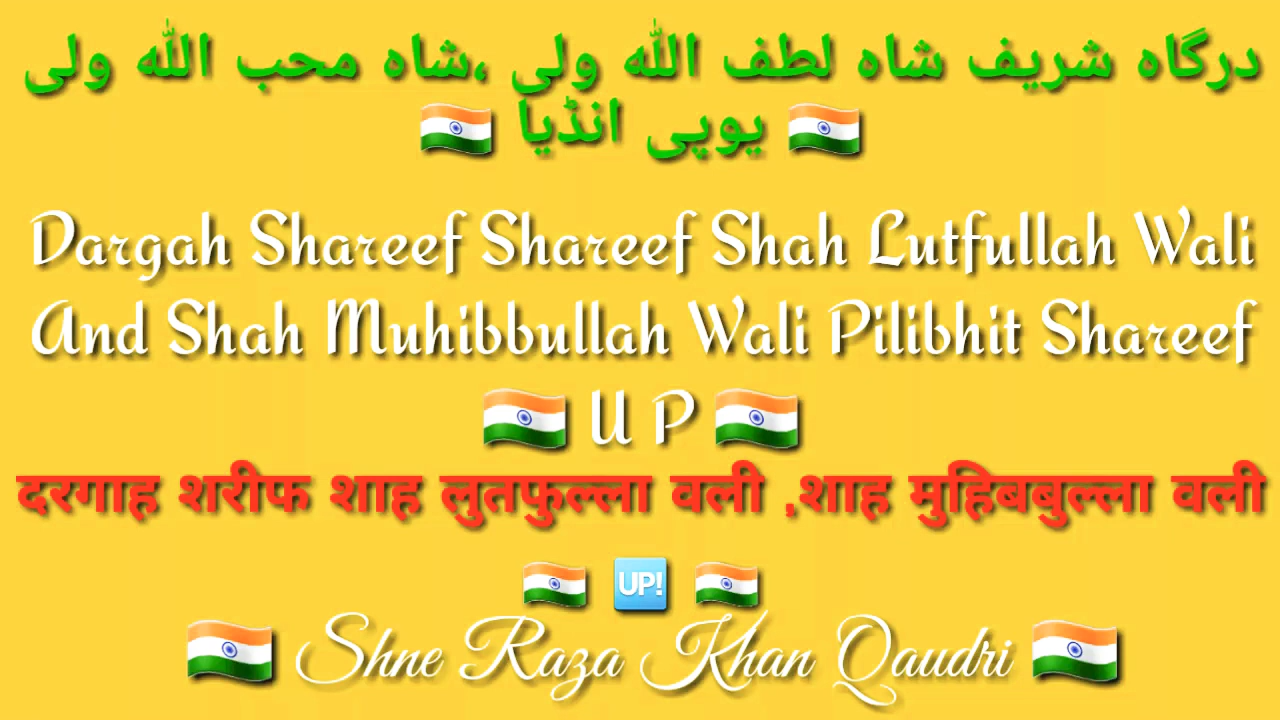 درگاہ شریف شاہ لطف اللہ ولی ،شاہ محب اللہ ولی
🇮🇳 یوپی انڈیا 🇮🇳
Dargah Shareef Shareef Shah Lutfullah Wali
And Shah Muhibbullah Wali Pilibhit Shareef
🇮🇳 U P 🇮🇳
दरगाह शरीफ शाह लुतफुल्ला वली ,शाह मुहिबबुल्ला वली
🇮🇳 🆙 🇮🇳
🇮🇳 Shne Raza Khan Qaudri 🇮🇳